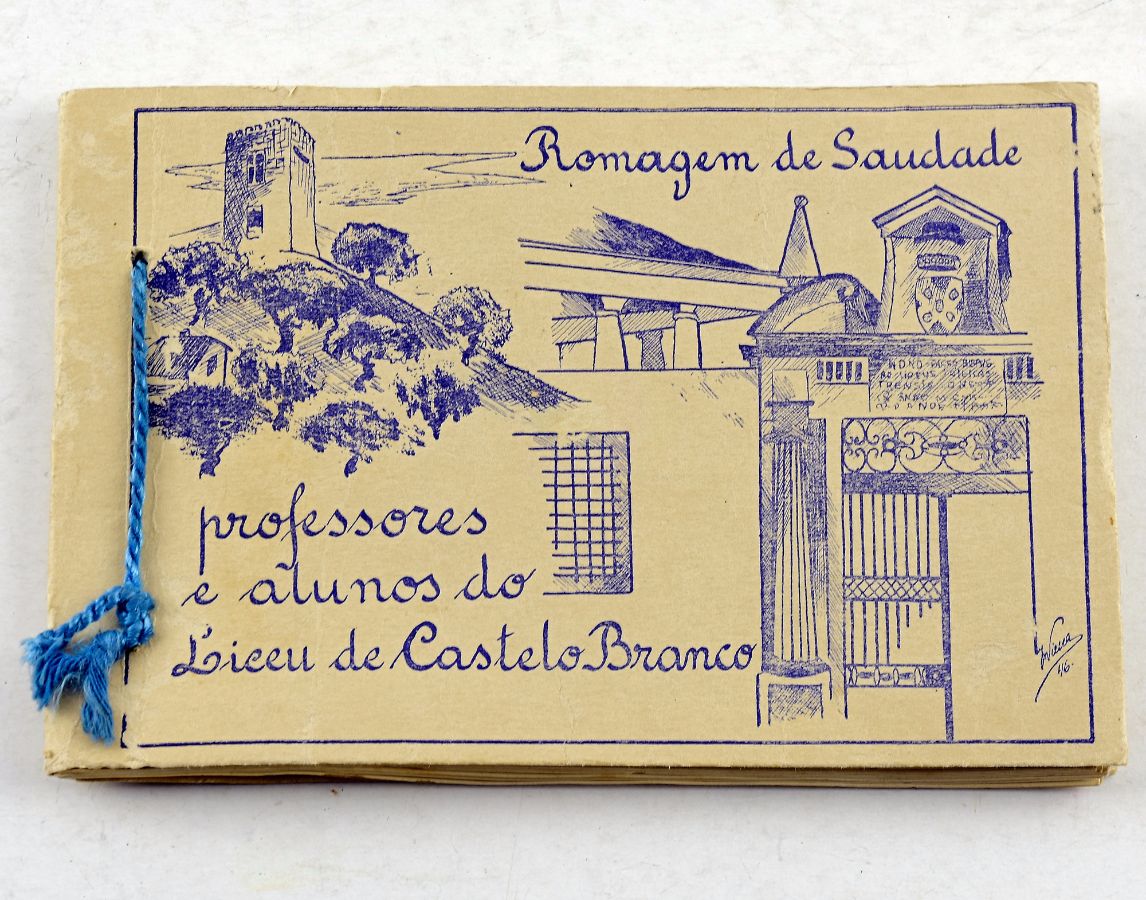 Romagem de Saudade
professores
e alunos do
Liceu de Castelo Branco